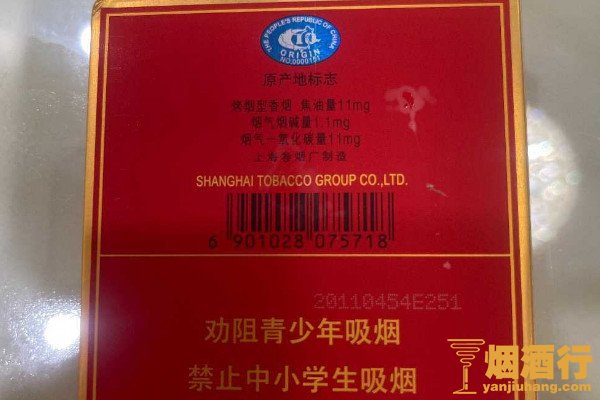 THE PEOPLE'S REPUBLIC OF CHINA
ORIGIN
NO.0000151
原产地标志
烤烟型香烟 焦油量11mg
烟气烟碱量1.1mg
烟气一氧化碳量11mg
上海卷烟厂制造
SHANGHAI TOBACCO GROUP CO.,LTD.
6 901028 075718
20110454E251
劝阻青少年吸烟
禁止中小学生吸烟
烟酒行
yanjiuhang.com